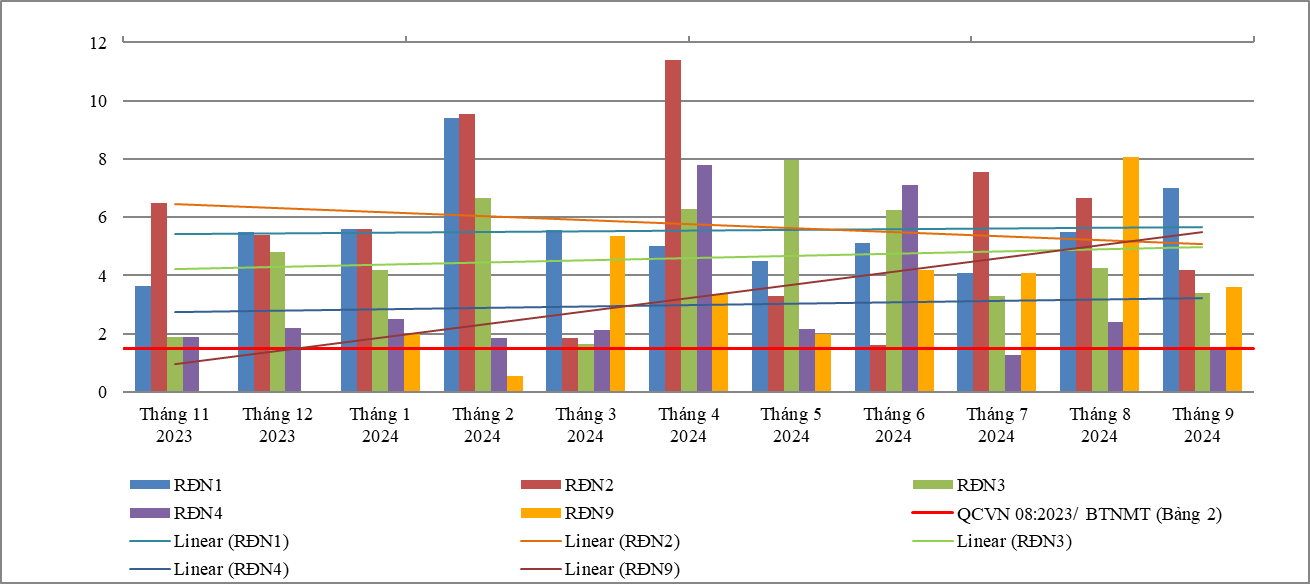 12
10
8
6
4
2
0
Tháng 11 2023
Tháng 12 2023
Tháng 1 2024
Tháng 2 2024
Tháng 3 2024
Tháng 4 2024
Tháng 5 2024
Tháng 6 2024
Tháng 7 2024
Tháng 8 2024
Tháng 9 2024
RĐN1 RĐN2 RĐN3
RĐN4 RĐN9 QCVN 08:2023/ BTNMT (Bảng 2)
Linear (RĐN1) Linear (RĐN2) Linear (RĐN3)
Linear (RĐN4) Linear (RĐN9)